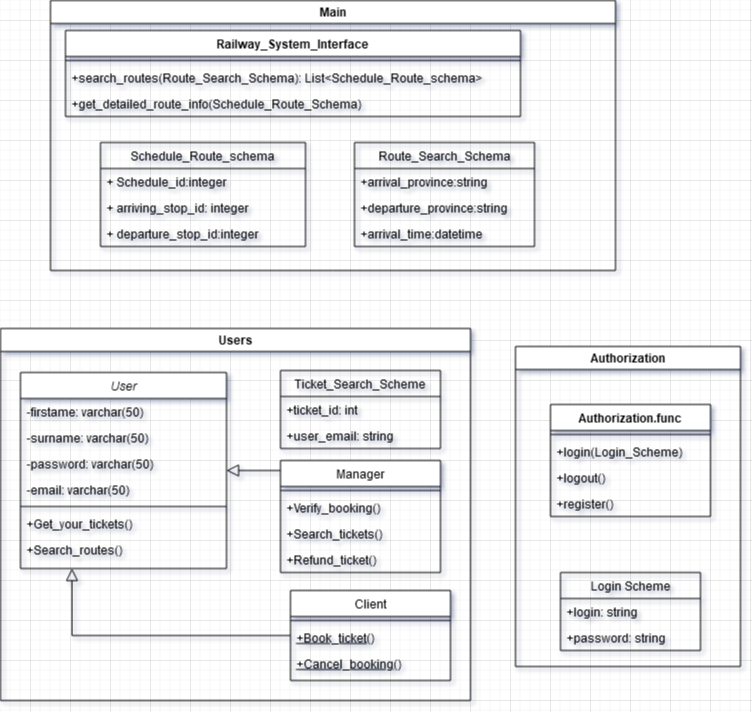 Main
Railway_System_Interface
+search_routes(Route_Search_Schema): List<Schedule_Route_schema>
+get_detailed_route_info(Schedule_Route_Schema)
Schedule_Route_schema
+ Schedule_id:integer
+ arriving_stop_id: integer
+ departure_stop_id:integer
Route_Search_Schema
+arrival_province:string
+departure_province:string
+arrival_time:datetime
Users
User
-firstame: varchar(50)
-surname: varchar(50)
-password: varchar(50)
-email: varchar(50)
+Get_your_tickets()
+Search_routes()
Ticket_Search_Scheme
+ticket_id: int
+user_email: string
Manager
+Verify_booking()
+Search_tickets()
+Refund_ticket()
Client
+Book_ticket()
+Cancel_booking()
Authorization
Authorization.func
+login(Login_Scheme)
+logout()
+register()
Login Scheme
+login: string
+password: string